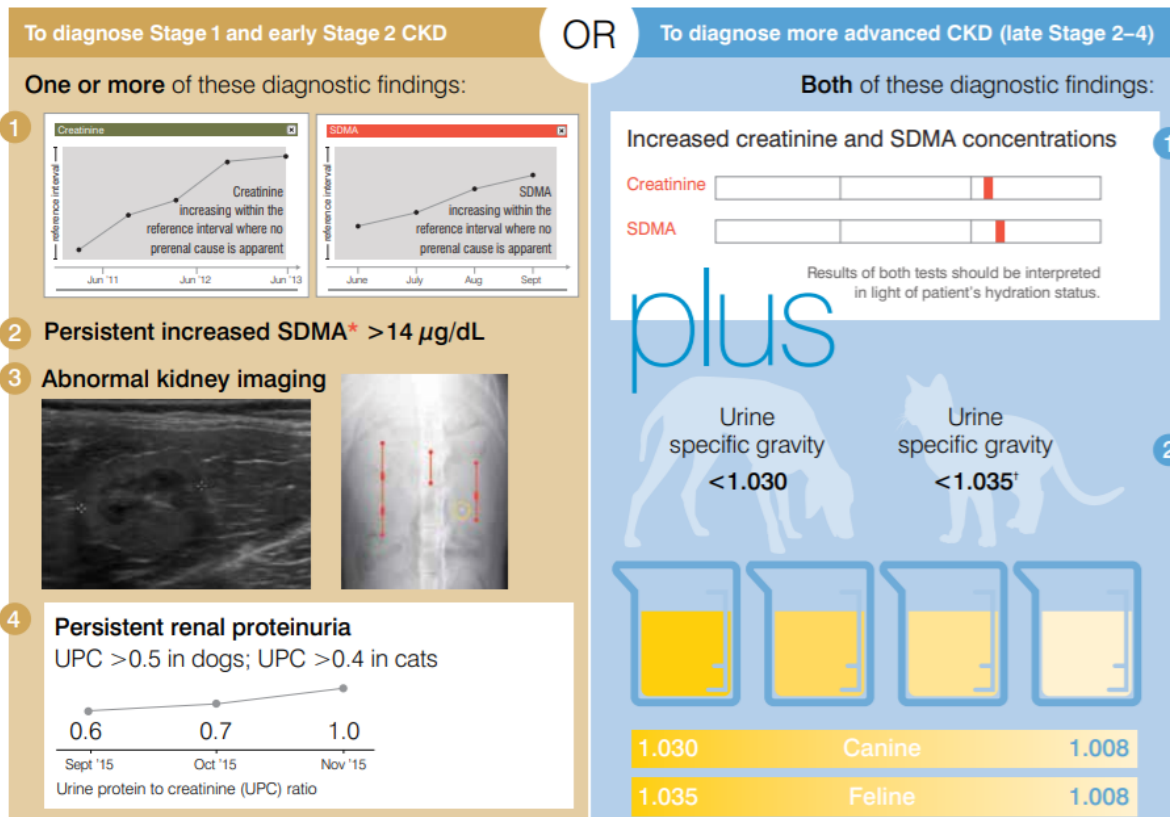 To diagnose Stage 1 and early Stage 2 CKD
OR
To diagnose more advanced CKD (late Stage 2–4)
One or more of these diagnostic findings:
1
Creatinine
reference interval
Creatinine
increasing within the
reference interval where no
prerenal cause is apparent
Jun '11
Jun '12
Jun '13
SDMA
reference interval
SDMA
increasing within the
reference interval where no
prerenal cause is apparent
June
July
Aug
Sept
2
Persistent increased SDMA* >14 µg/dL
3
Abnormal kidney imaging
4
Persistent renal proteinuria
UPC >0.5 in dogs; UPC >0.4 in cats
0.6
0.7
1.0
Sept '15
Oct '15
Nov '15
Urine protein to creatinine (UPC) ratio
Both of these diagnostic findings:
1
Increased creatinine and SDMA concentrations
Creatinine
SDMA
Results of both tests should be interpreted
in light of patient's hydration status.
plus
2
Urine
specific gravity
<1.030
Urine
specific gravity
<1.035†
1.030 Canine 1.008
1.035 Feline 1.008